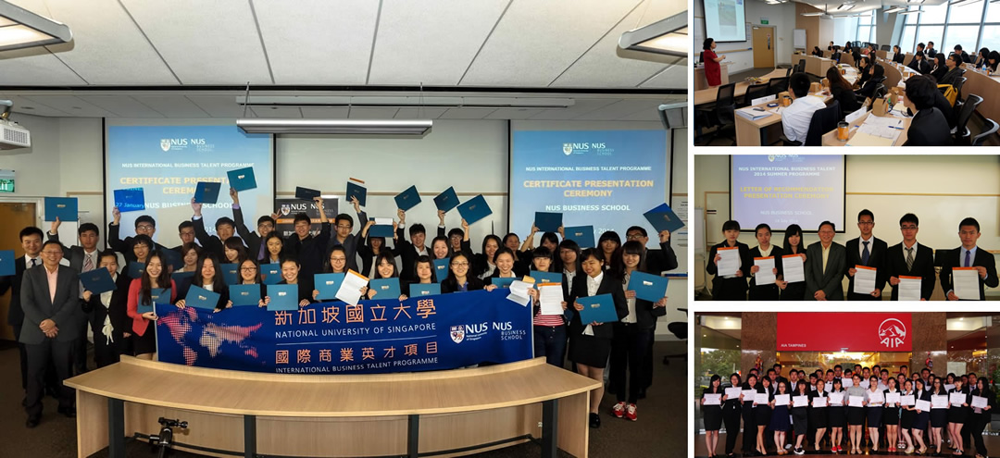 NUS NUS
BUSINESS
SCHOOL
NUS INTERNATIONAL BUSINESS TALENT PROGRAMME
CERTIFICATE PRESENTATION
CEREMONY
NUS BUSINESS SCHOOL
27 January
NUS
NUS NUS
BUSINESS
SCHOOL
NUS INTERNATIONAL BUSINESS TALENT PROGRAMME
CERTIFICATE PRESENTATION
CEREMONY
NUS BUSINESS SCHOOL
新加坡國立大學
NATIONAL UNIVERSITY OF SINGAPORE
國際商業英才項目
INTERNATIONAL BUSINESS TALENT PROGRAMME
NUS
National University
of Singapore
NUS
BUSINESS
SCHOOL
NUS INTERNATIONAL BUSINESS TALENT
2014 SUMMER PROGRAMME
LETTER OF RECOMMENDATION
PRESENTATION CEREMONY
NUS BUSINESS SCHOOL
AIA
AIA TAMPINES